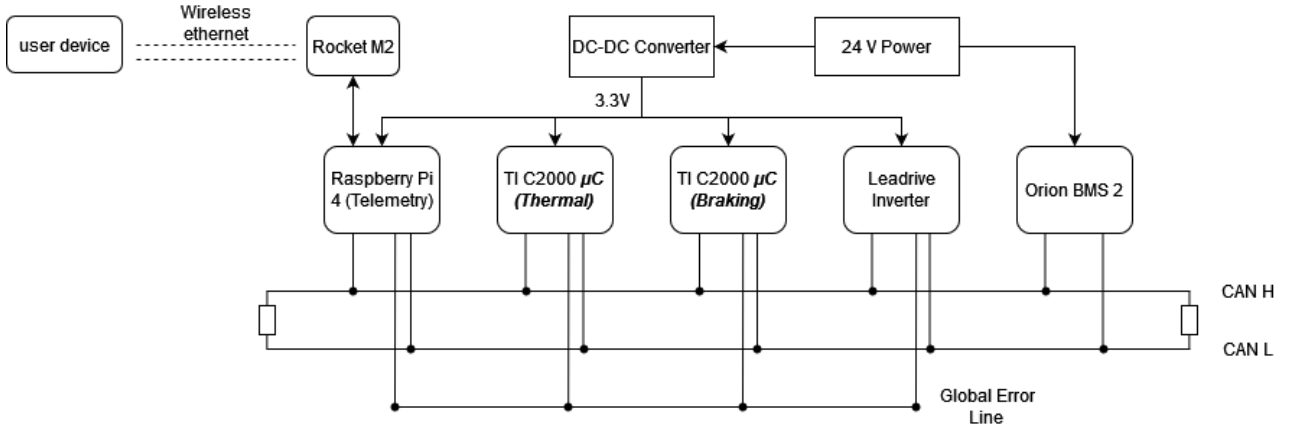 Wireless
ethernet
user device
Rocket M2
DC-DC Converter
24 V Power
3.3V
Raspberry Pi
4 (Telemetry)
TI C2000 µC
(Thermal)
TI C2000 µC
(Braking)
Leadrive
Inverter
Orion BMS 2
CAN H
CAN L
Global Error
Line